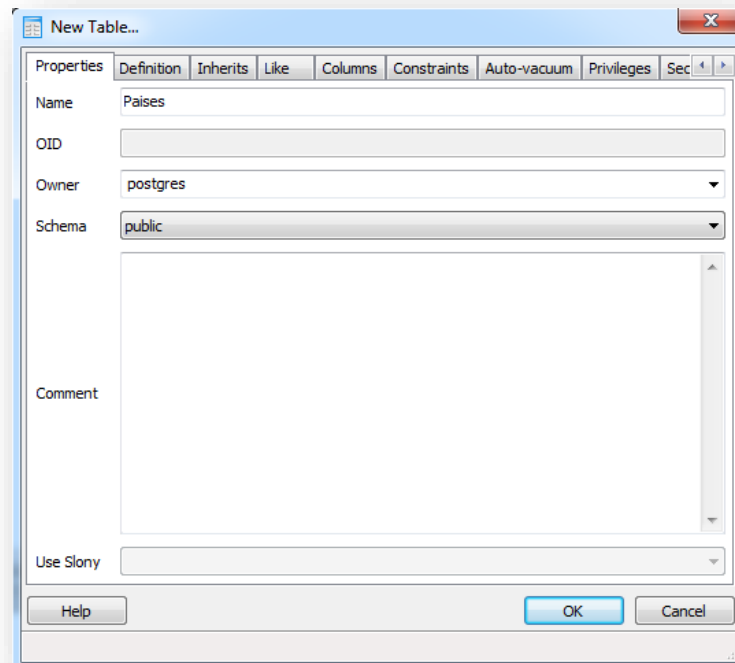 New Table...
Properties Definition Inherits Like Columns Constraints Auto-vacuum Privileges Sec
Name Paises
OID
Owner postgres
Schema public
Comment
Use Slony
Help OK Cancel